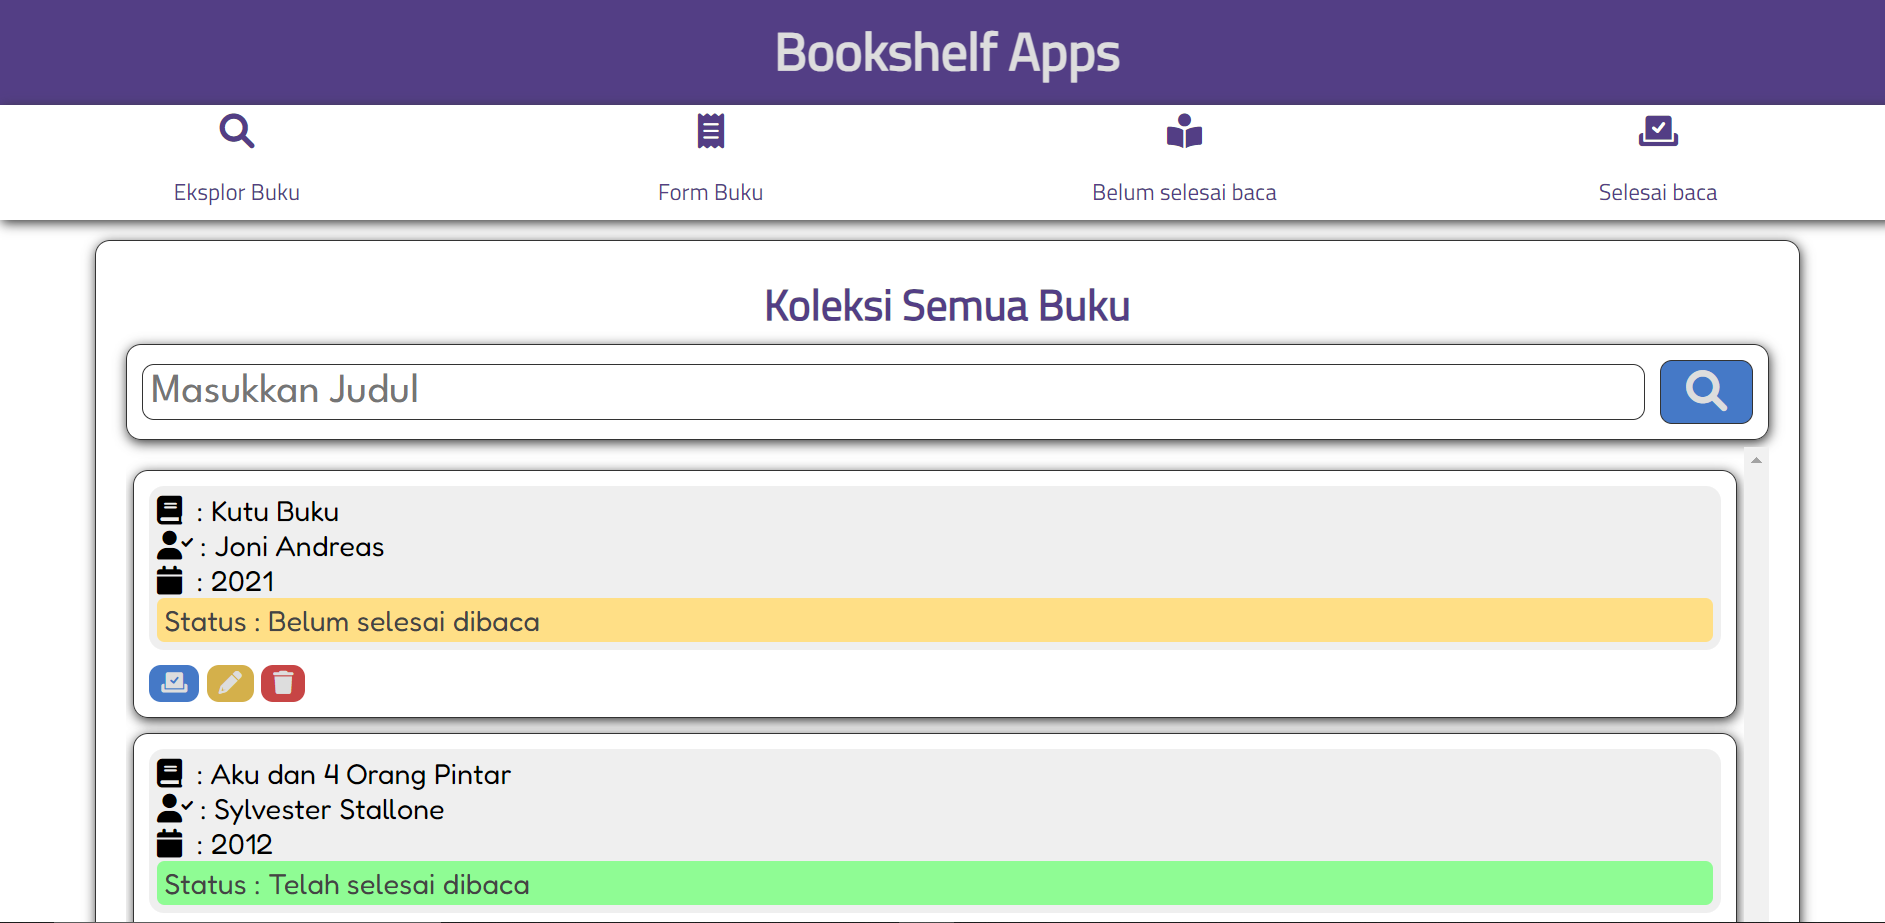 Bookshelf Apps
Eksplor Buku
Form Buku
Belum selesai baca
Selesai baca
Koleksi Semua Buku
Masukkan Judul
: Kutu Buku
: Joni Andreas
: 2021
Status : Belum selesai dibaca
: Aku dan 4 Orang Pintar
: Sylvester Stallone
: 2012
Status : Telah selesai dibaca